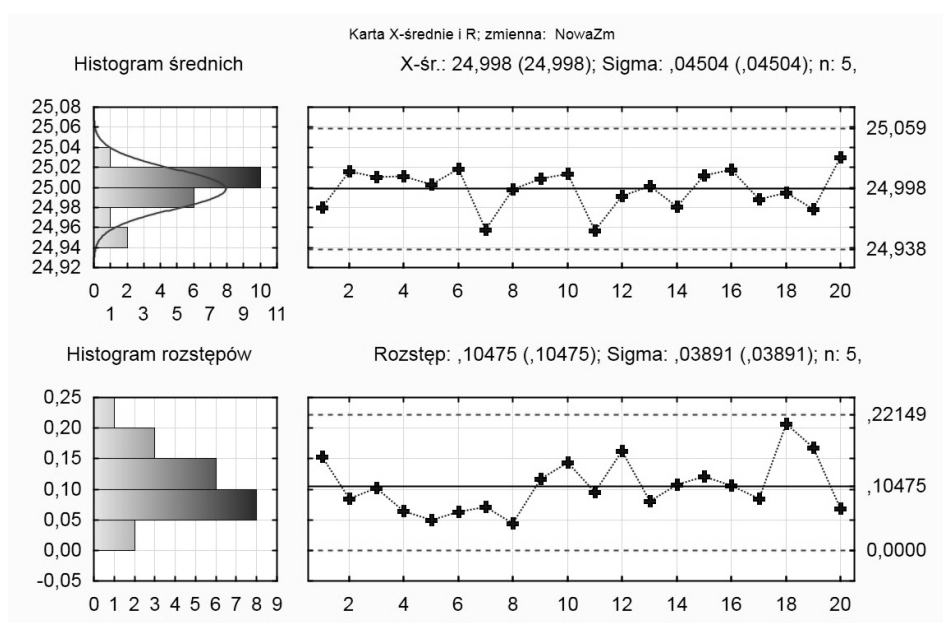 Karta X-średnie i R; zmienna: NowaZm
Histogram średnich
X-śr.: 24,998 (24,998); Sigma: ,04504 (,04504); n: 5,
25,08
25,06
25,04
25,02
25,00
24,98
24,96
24,94
24,92
0 2 4 6 8 10
1 3 5 7 9 11
25,059
24,998
24,938
2 4 6 8 10 12 14 16 18 20
Histogram rozstępów
Rozstęp: ,10475 (,10475); Sigma: ,03891 (,03891); n: 5,
0,25
0,20
0,15
0,10
0,05
0,00
-0,05
0 1 2 3 4 5 6 7 8 9
,22149
,10475
0,0000
2 4 6 8 10 12 14 16 18 20